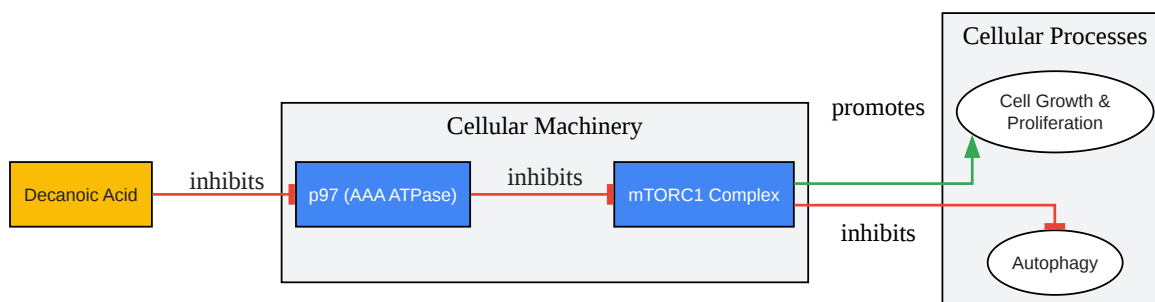 Cellular Processes
Cell Growth &
Proliferation
promotes
Cellular Machinery
Decanoic Acid
inhibits
p97 (AAA ATPase)
inhibits
mTORC1 Complex
inhibits
Autophagy